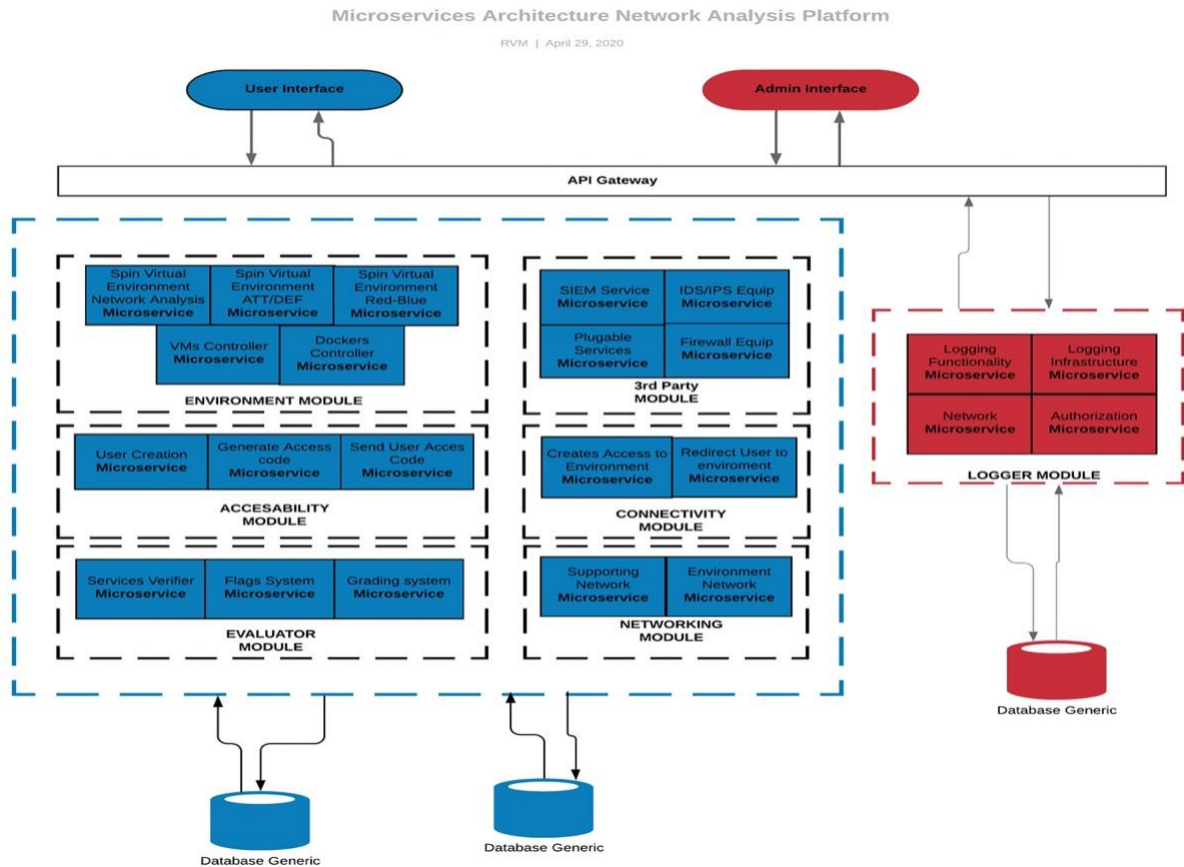 Microservices Architecture Network Analysis Platform
RVM | April 29, 2020
User Interface
Admin Interface
API Gateway
Spin Virtual
Environment
Network Analysis
Microservice
Spin Virtual
Environment
ATT/DEF
Microservice
Spin Virtual
Environment
Red-Blue
Microservice
VMs Controller
Microservice
Dockers
Controller
Microservice
ENVIRONMENT MODULE
SIEM Service
Microservice
IDS/IPS Equip
Microservice
Plugable
Services
Microservice
Firewall Equip
Microservice
3rd Party
MODULE
Logging
Functionality
Microservice
Logging
Infrastructure
Microservice
Network
Microservice
Authorization
Microservice
LOGGER MODULE
User Creation
Microservice
Generate Access
code
Microservice
Send User Acces
Code
Microservice
ACCESABILITY
MODULE
Creates Access to
Environment
Microservice
Redirect User to
enviroment
Microservice
CONNECTIVITY
MODULE
Services Verifier
Microservice
Flags System
Microservice
Grading system
Microservice
EVALUATOR
MODULE
Supporting
Network
Microservice
Environment
Network
Microservice
NETWORKING
MODULE
Database Generic
Database Generic
Database Generic